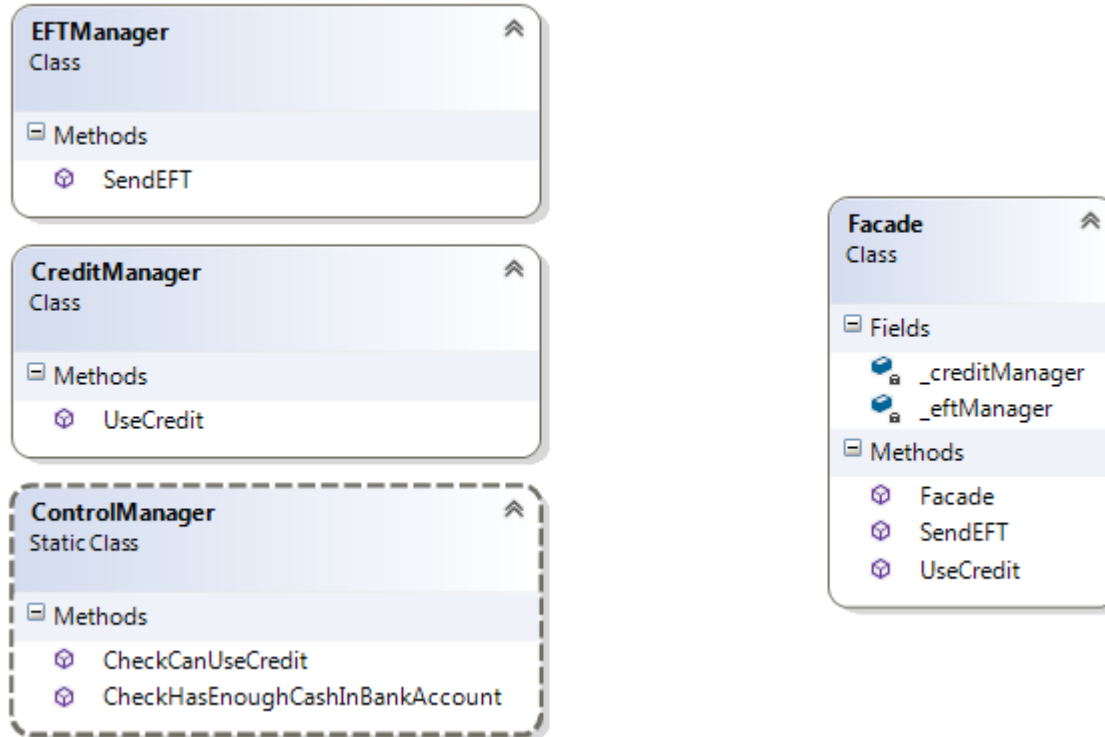 EFTManager
Class
Methods
SendEFT
CreditManager
Class
Methods
UseCredit
ControlManager
Static Class
Methods
CheckCanUseCredit
CheckHasEnoughCashInBankAccount
Facade
Class
Fields
_creditManager
_eftManager
Methods
Facade
SendEFT
UseCredit